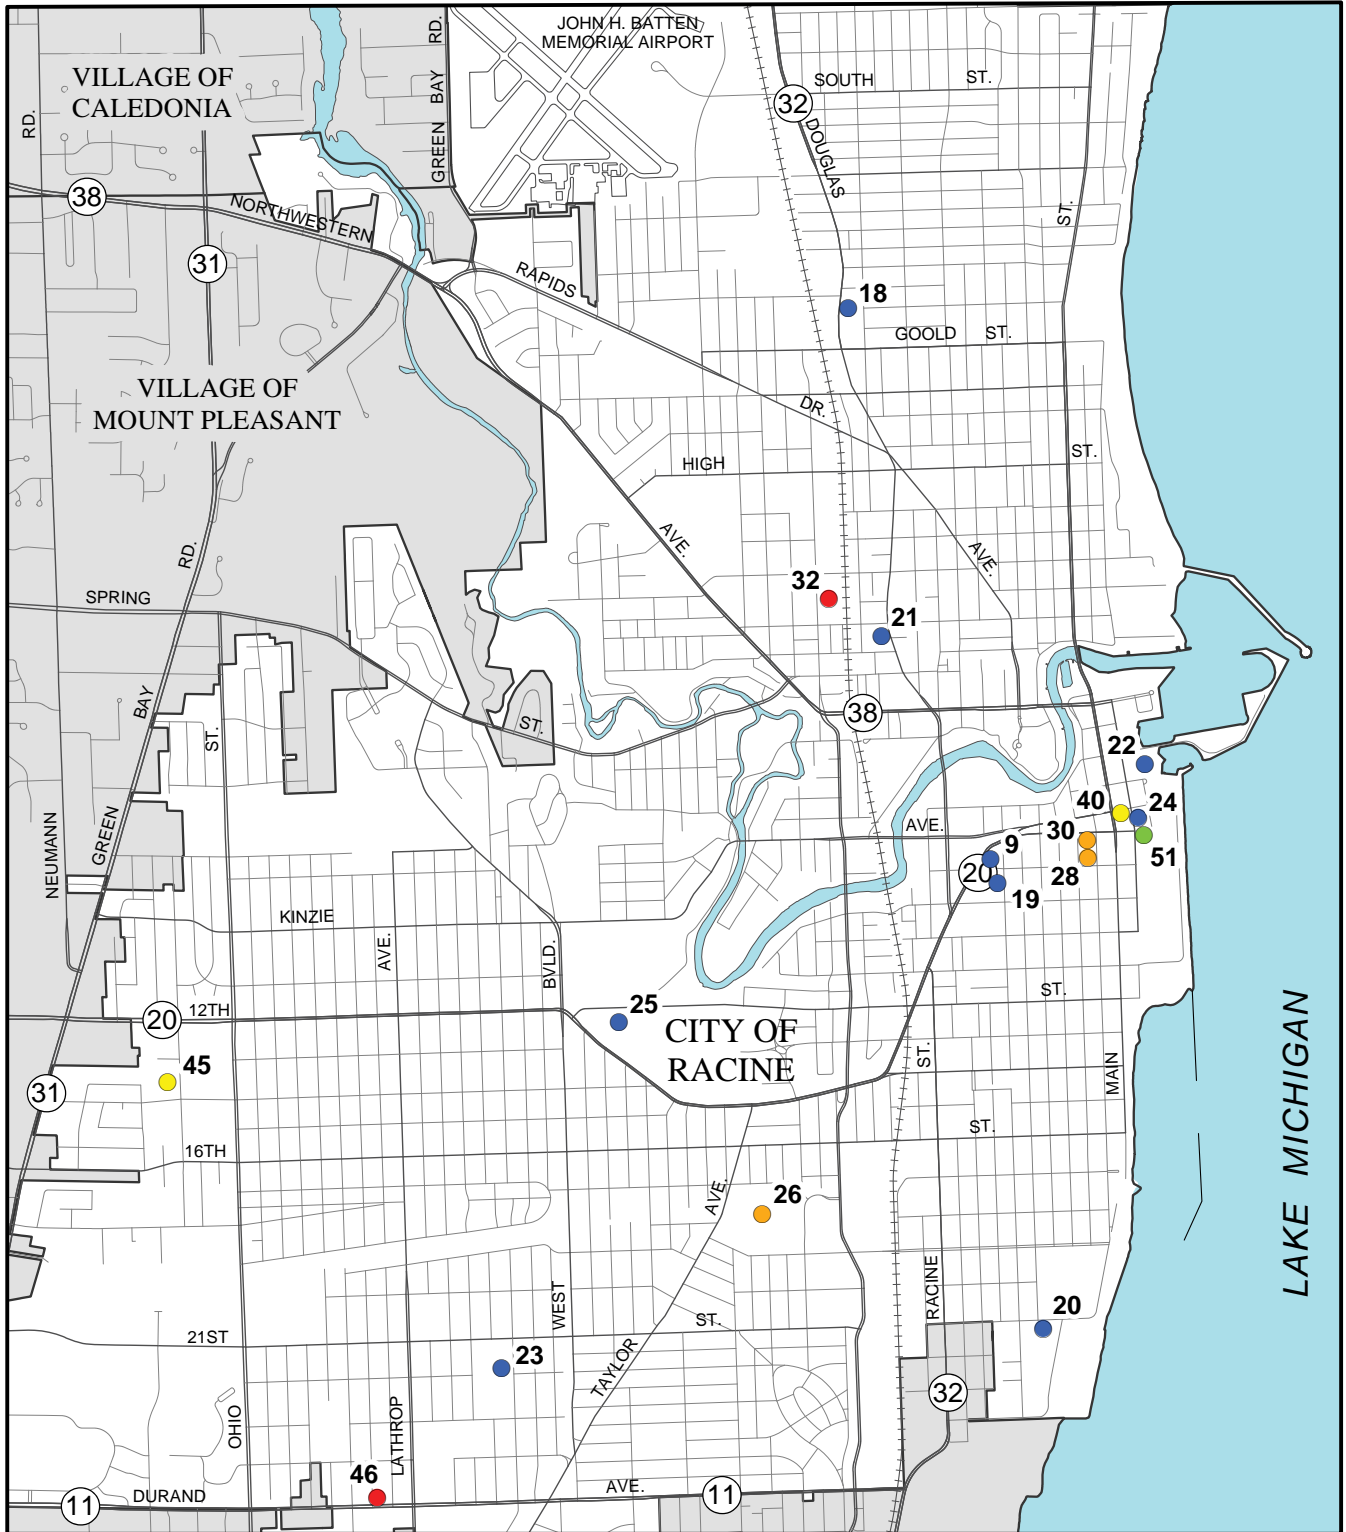 JOHN H. BATTEN
MEMORIAL AIRPORT
VILLAGE OF
CALEDONIA
RD.
GREEN BAY RD.
SOUTH ST.
32
DOUGLAS
38
NORTHWESTERN
31
ST.
RAPIDS
18
GOOLD ST.
VILLAGE OF
MOUNT PLEASANT
DR.
HIGH
ST.
AVE.
AVE.
RD.
SPRING
32
21
BAY
ST.
ST.
38
22
40
24
AVE.
30
9
51
20
28
19
NEUMANN
GREEN
KINZIE
AVE.
BVLD.
ST.
12TH
20
25
CITY OF
RACINE
ST.
MAIN
45
31
LAKE MICHIGAN
ST.
16TH
AVE.
26
RACINE
WEST
ST.
20
21ST
23
TAYLOR
32
OHIO
LATHROP
46
AVE.
11
DURAND
11